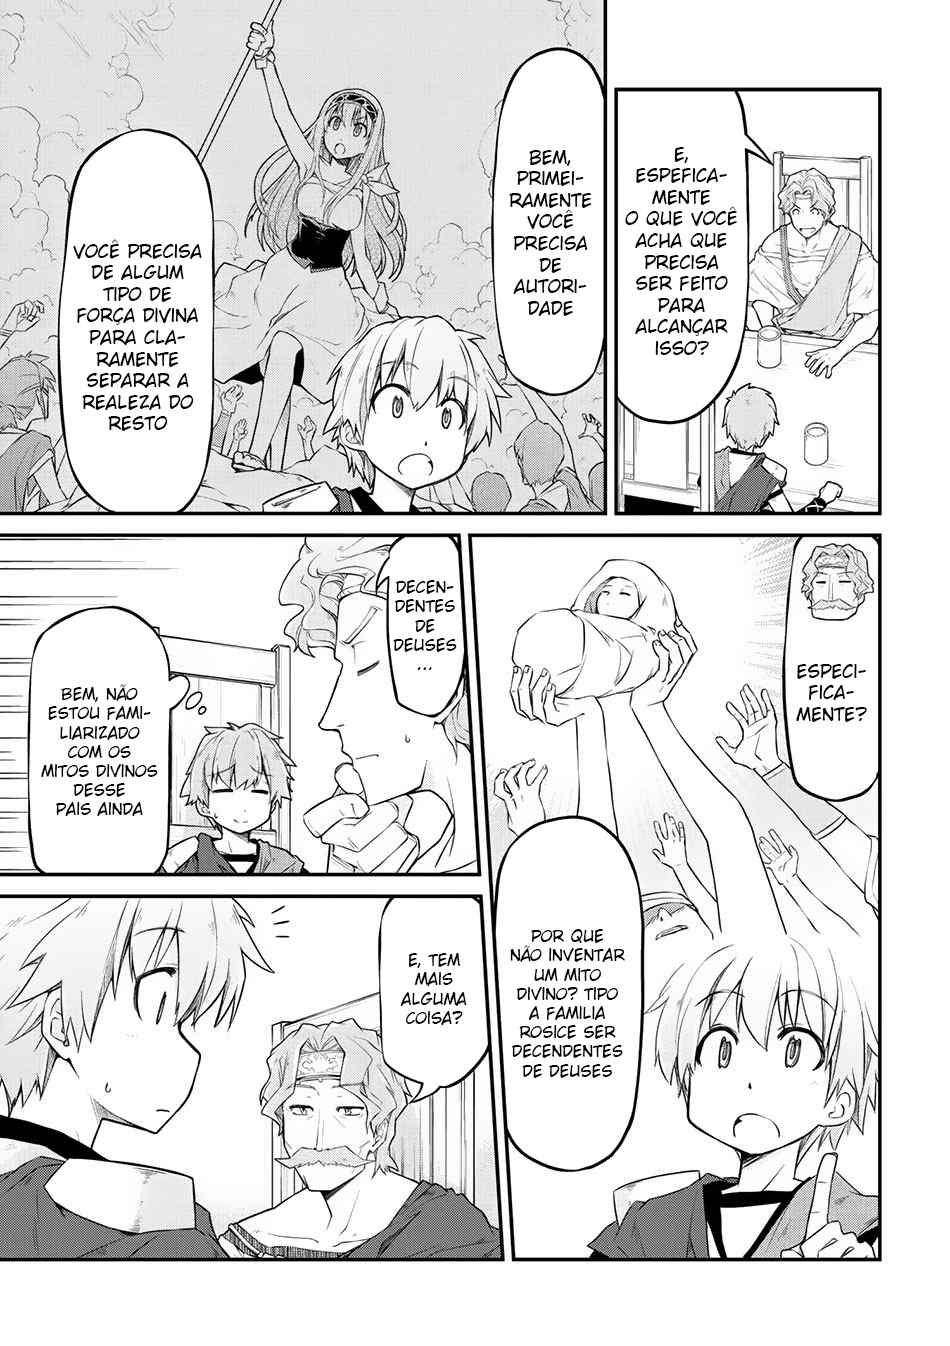 E,
ESPEFICA-
MENTE
O QUE VOCÊ
ACHA QUE
PRECISA
SER FEITO
PARA
ALCANÇAR
ISSO?
BEM,
PRIMEI-
RAMENTE
VOCÊ
PRECISA
DE
AUTORI-
DADE
VOCÊ PRECISA
DE ALGUM
TIPO DE
FORÇA DIVINA
PARA CLA-
RAMENTE
SEPARAR A
REALEZA DO
RESTO
ESPECI-
FICA-
MENTE?
POR QUE
NÃO INVENTAR
UM MITO
DIVINO? TIPO
A FAMILIA
ROSICE SER
DECENDENTES
DE DEUSES
DECEN-
DENTES
DE
DEUSES
...
BEM, NÃO
ESTOU FAMI-
LIARIZADO
COM OS
MITOS DIVINOS
DESSE
PAIS AINDA
E, TEM
MAIS
ALGUMA
COISA?